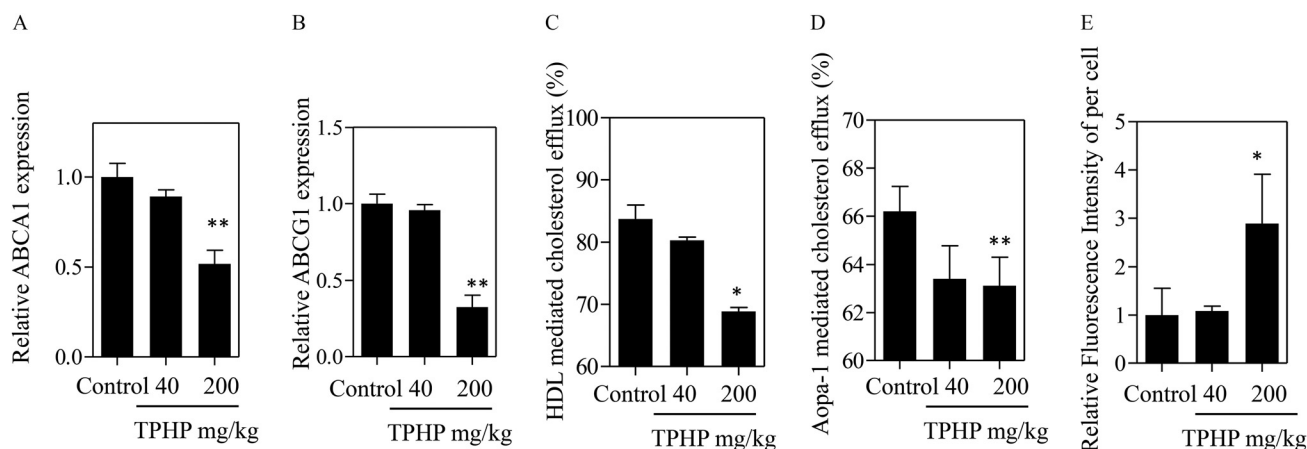 A
Relative ABCA1 expression
1.0
0.5
0.0
**
Control 40 200
TPHP mg/kg
B
Relative ABCG1 expression
1.5
1.0
0.5
0.0
**
Control 40 200
TPHP mg/kg
C
HDL mediated cholesterol efflux (%)
100
90
80
70
60
*
Control 40 200
TPHP mg/kg
D
Aopa-1 mediated cholesterol efflux (%)
70
68
66
64
62
60
**
Control 40 200
TPHP mg/kg
E
Relative Fluorescence Intensity of per cell
5
4
3
2
1
0
*
Control 40 200
TPHP mg/kg